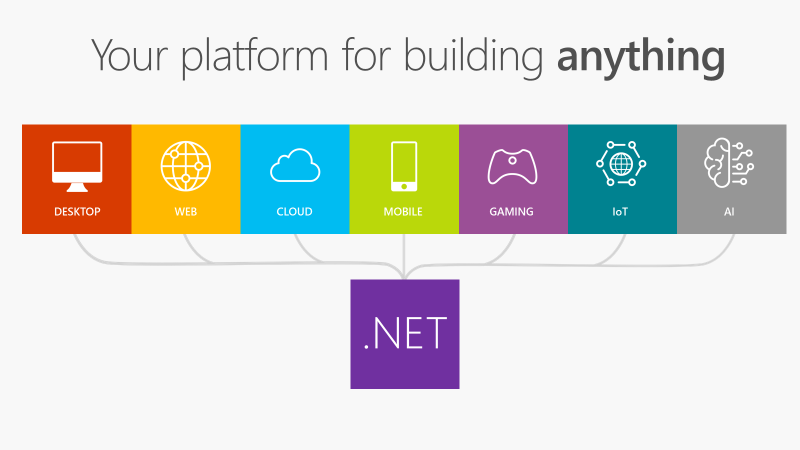 Your platform for building anything
DESKTOP
WEB
CLOUD
MOBILE
GAMING
IoT
AI
.NET